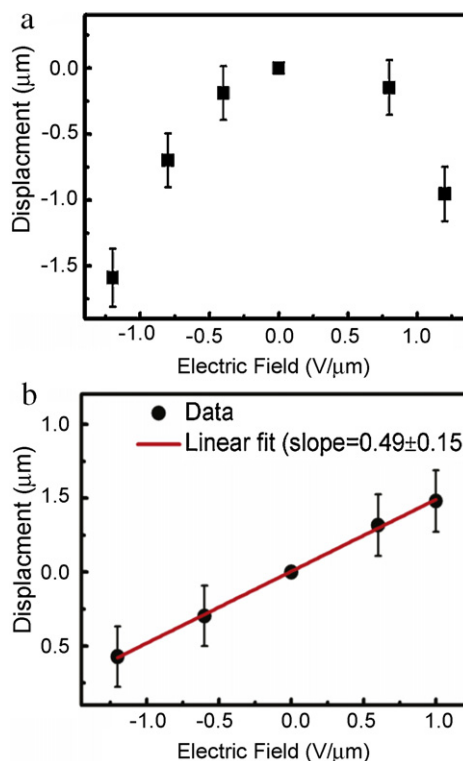 a
0.0
-0.5
-1.0
-1.5
Displacment (μm)
-1.0 -0.5 0.0 0.5 1.0
Electric Field (V/μm)
b
Data
Linear fit (slope=0.49±0.15
1.0
1.5
0.0
0.5
Displacment (μm)
-1.0 -0.5 0.0 0.5 1.0
Electric Field (V/μm)